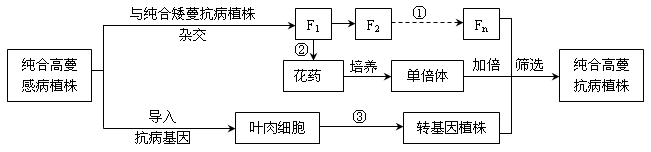 与纯合矮蔓抗病植株
杂交
F₁
F₂
①
Fₙ
②
纯合高蔓
感病植株
花药
培养
单倍体
加倍
筛选
纯合高蔓
抗病植株
导入
抗病基因
叶肉细胞
③
转基因植株